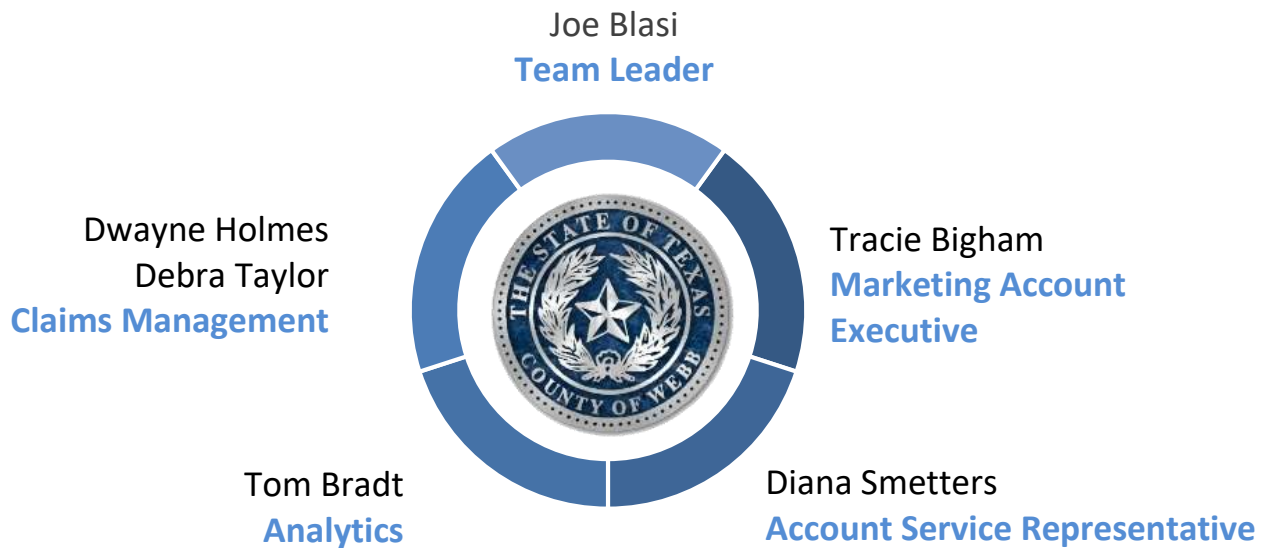 Joe Blasi
Team Leader
Dwayne Holmes
Debra Taylor
Claims Management
Tracie Bigham
Marketing Account
Executive
THE STATE OF TEXAS
COUNTY OF WEBB
Tom Bradt
Analytics
Diana Smetters
Account Service Representative